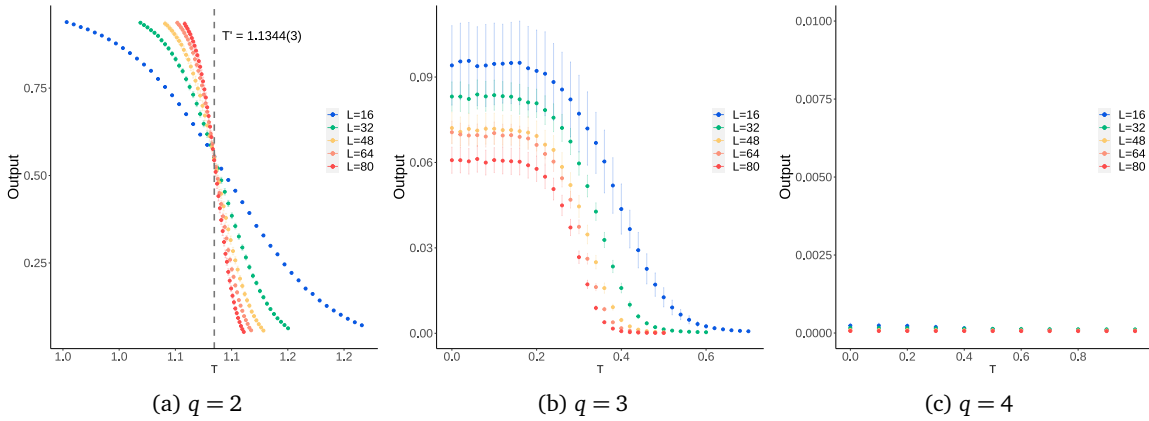 Output
0.75
0.50
0.25
1.0
1.0
1.1
1.1
1.2
1.2
T
T' = 1.1344(3)
L=16
L=32
L=48
L=64
L=80
(a) q = 2
Output
0.09
0.06
0.03
0.00
0.0
0.2
0.4
0.6
T
L=16
L=32
L=48
L=64
L=80
(b) q = 3
Output
0.0100
0.0075
0.0050
0.0025
0.0000
0.0
0.2
0.4
0.6
0.8
T
L=16
L=32
L=48
L=64
L=80
(c) q = 4